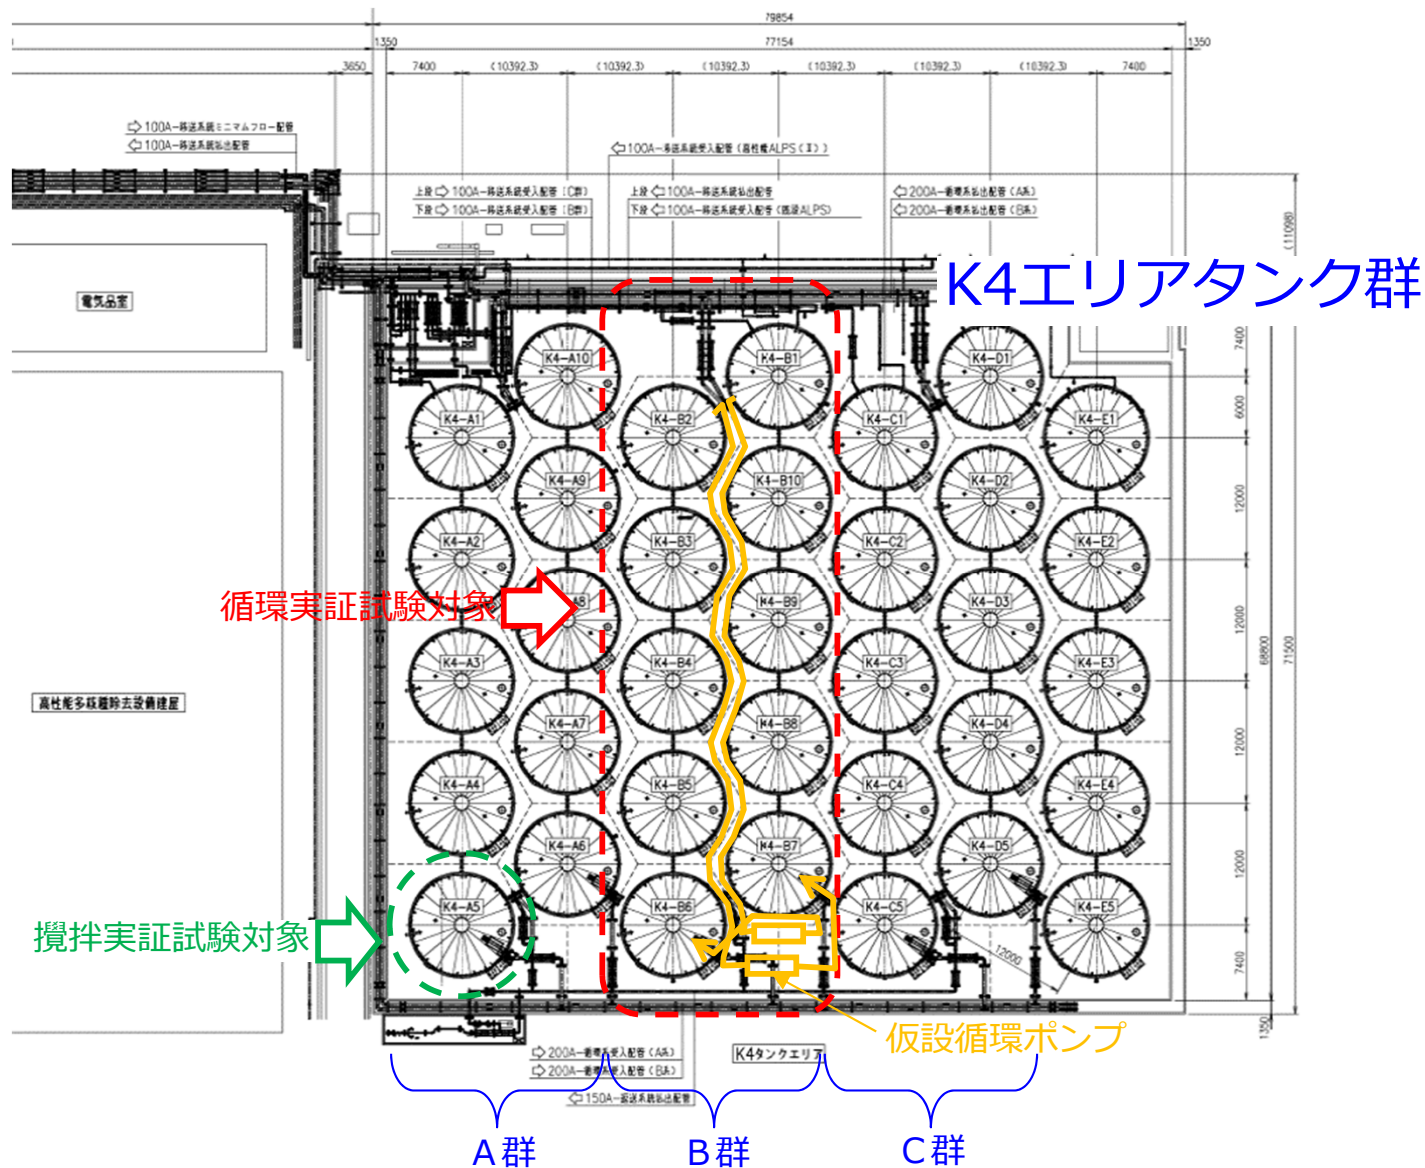 79854
1350
77154
1350
3650
7400
(10392.3)
(10392.3)
(10392.3)
(10392.3)
(10392.3)
(10392.3)
7400
⇨100A-移送系統ミニマムフロー配管
⇦100A-移送系統払出配管
⇦100A-移送系統受入配管(高性能ALPS(Ⅱ))
上段⇨100A-移送系統受入配管(C群)
下段⇨100A-移送系統受入配管(B群)
上段⇦100A-移送系統払出配管
下段⇦100A-移送系統受入配管(既設ALPS)
⇦200A-循環系払出配管(A系)
⇦200A-循環系払出配管(B系)
(11098)
K4エリアタンク群
電気品室
K4-A10
K4-B1
K4-D1
7400
K4-A1
K4-B2
K4-C1
K4-E1
6000
K4-A9
K4-B10
K4-D2
12000
K4-A2
K4-B3
K4-C2
K4-E2
循環実証試験対象
A8
K4-B9
K4-D3
12000
K4-A3
K4-B4
K4-C3
K4-E3
68800
71500
高性能多核種除去設備建屋
K4-A7
K4-B8
K4-D4
12000
K4-A4
K4-B5
K4-C4
K4-E4
K4-A6
K4-B7
K4-D5
12000
K4-A5
K4-B6
K4-C5
K4-E5
攪拌実証試験対象
12000
7400
1350
仮設循環ポンプ
K4タンクエリア
⇨200A-循環系受入配管(A系)
⇨200A-循環系受入配管(B系)
⇦150A-返送系統払出配管
A群
B群
C群